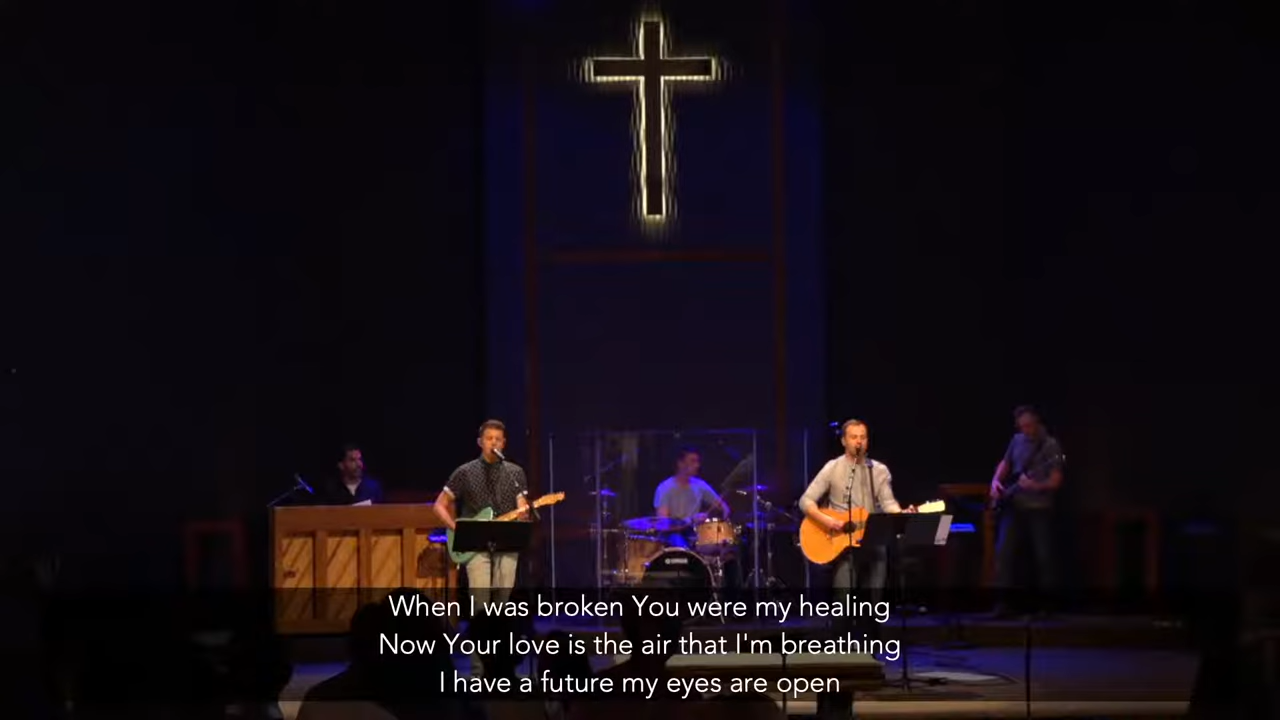 When I was broken You were my healing
Now Your love is the air that I'm breathing
I have a future my eyes are open